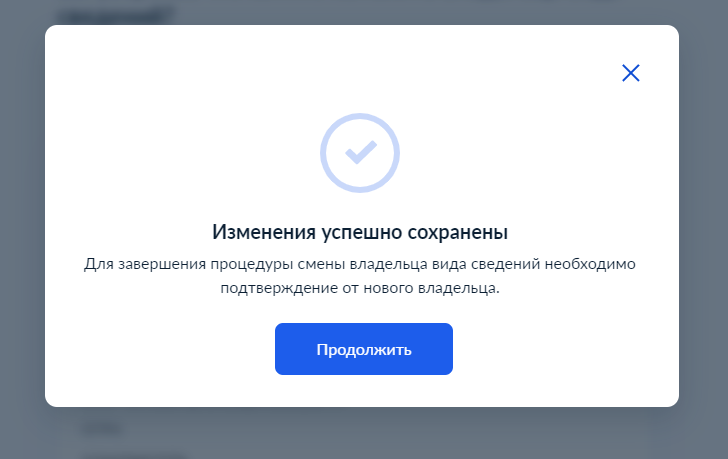 Изменения успешно сохранены
Для завершения процедуры смены владельца вида сведений необходимо
подтверждение от нового владельца.
Продолжить